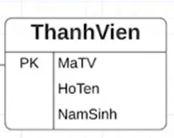 ThanhVien
PK MaTV
HoTen
NamSinh